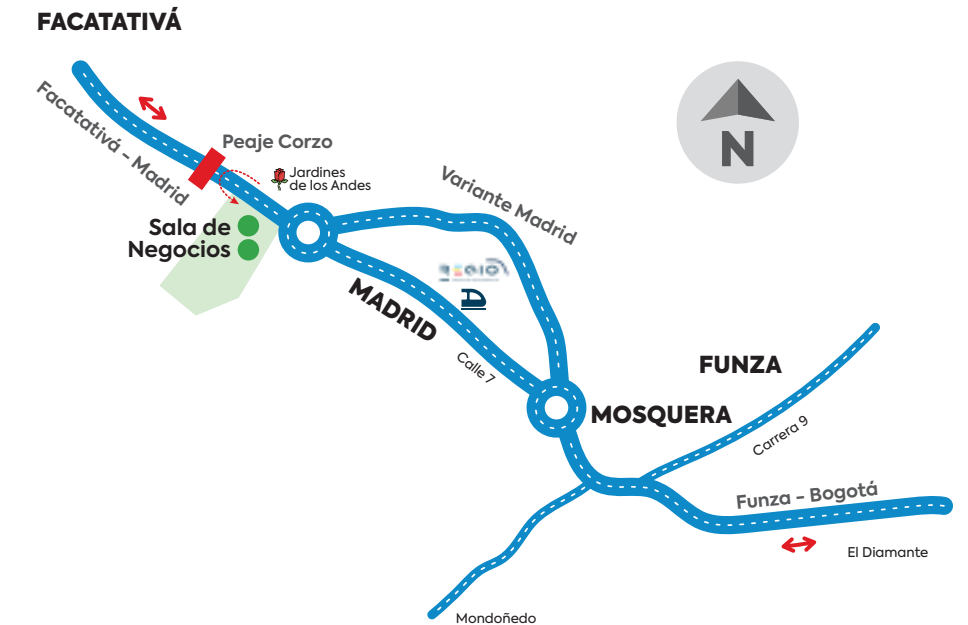 FACATATIVÁ
Facatativá - Madrid
Peaje Corzo
Jardines
de los Andes
N
Variante Madrid
Sala de
Negocios
MADRID
Calle 7
FUNZA
MOSQUERA
Carrera 9
Funza - Bogotá
El Diamante
Mondoñedo